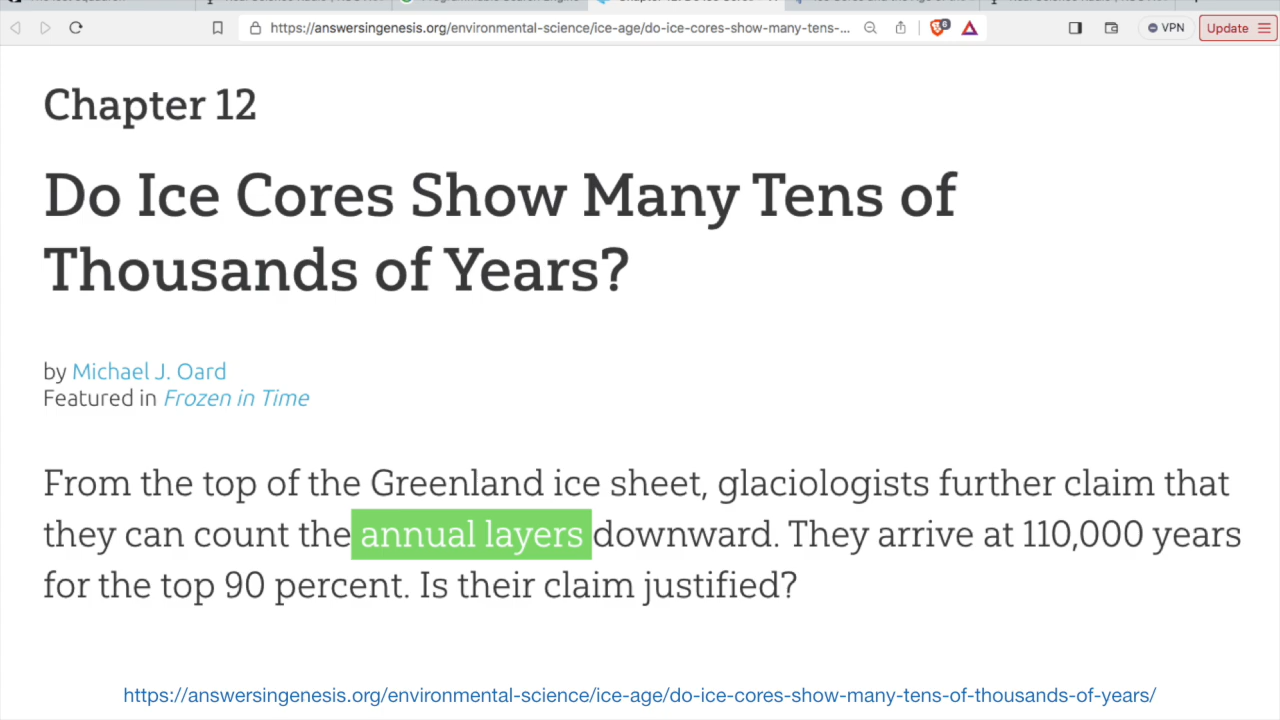 https://answersingenesis.org/environmental-science/ice-age/do-ice-cores-show-many-tens-...
6
VPN
Update
Chapter 12
Do Ice Cores Show Many Tens of
Thousands of Years?
by Michael J. Oard
Featured in Frozen in Time
From the top of the Greenland ice sheet, glaciologists further claim that
they can count the annual layers downward. They arrive at 110,000 years
for the top 90 percent. Is their claim justified?
https://answersingenesis.org/environmental-science/ice-age/do-ice-cores-show-many-tens-of-thousands-of-years/